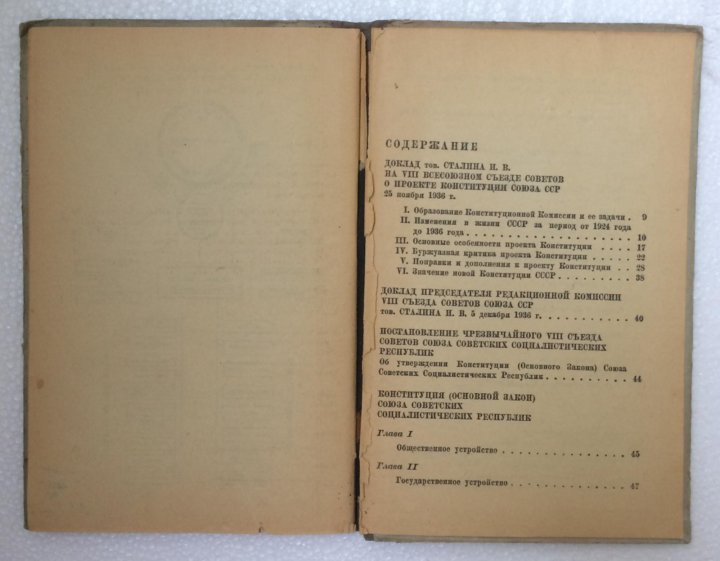 СОДЕРЖАНИЕ
ДОКЛАД тов. СТАЛИНА И. В.
НА VIII ВСЕСОЮЗНОМ СЪЕЗДЕ СОВЕТОВ
О ПРОЕКТЕ КОНСТИТУЦИИ СОЮЗА ССР
25 ноября 1936 г.
I. Образование Конституционной Комиссии и ее задачи . 9
II. Изменения в жизни СССР за период от 1924 года
до 1936 года . . . . . . . . . . . . . . . . . . 10
III. Основные особенности проекта Конституции . . . . 17
IV. Буржуазная критика проекта Конституции . . . . . 22
V. Поправки и дополнения к проекту Конституции . . 28
VI. Значение новой Конституции СССР . . . . . . . . 38
ДОКЛАД ПРЕДСЕДАТЕЛЯ РЕДАКЦИОННОЙ КОМИССИИ
VIII СЪЕЗДА СОВЕТОВ СОЮЗА ССР
тов. СТАЛИНА И. В. 5 декабря 1936 г. . . . . . . . . . 40
ПОСТАНОВЛЕНИЕ ЧРЕЗВЫЧАЙНОГО VIII СЪЕЗДА
СОВЕТОВ СОЮЗА СОВЕТСКИХ СОЦИАЛИСТИЧЕСКИХ
РЕСПУБЛИК
Об утверждении Конституции (Основного Закона) Союза
Советских Социалистических Республик . . . . . . . . . 44
КОНСТИТУЦИЯ (ОСНОВНОЙ ЗАКОН)
СОЮЗА СОВЕТСКИХ
СОЦИАЛИСТИЧЕСКИХ РЕСПУБЛИК
Глава I
Общественное устройство . . . . . . . . . . . . . . 45
Глава II
Государственное устройство . . . . . . . . . . . . . 47